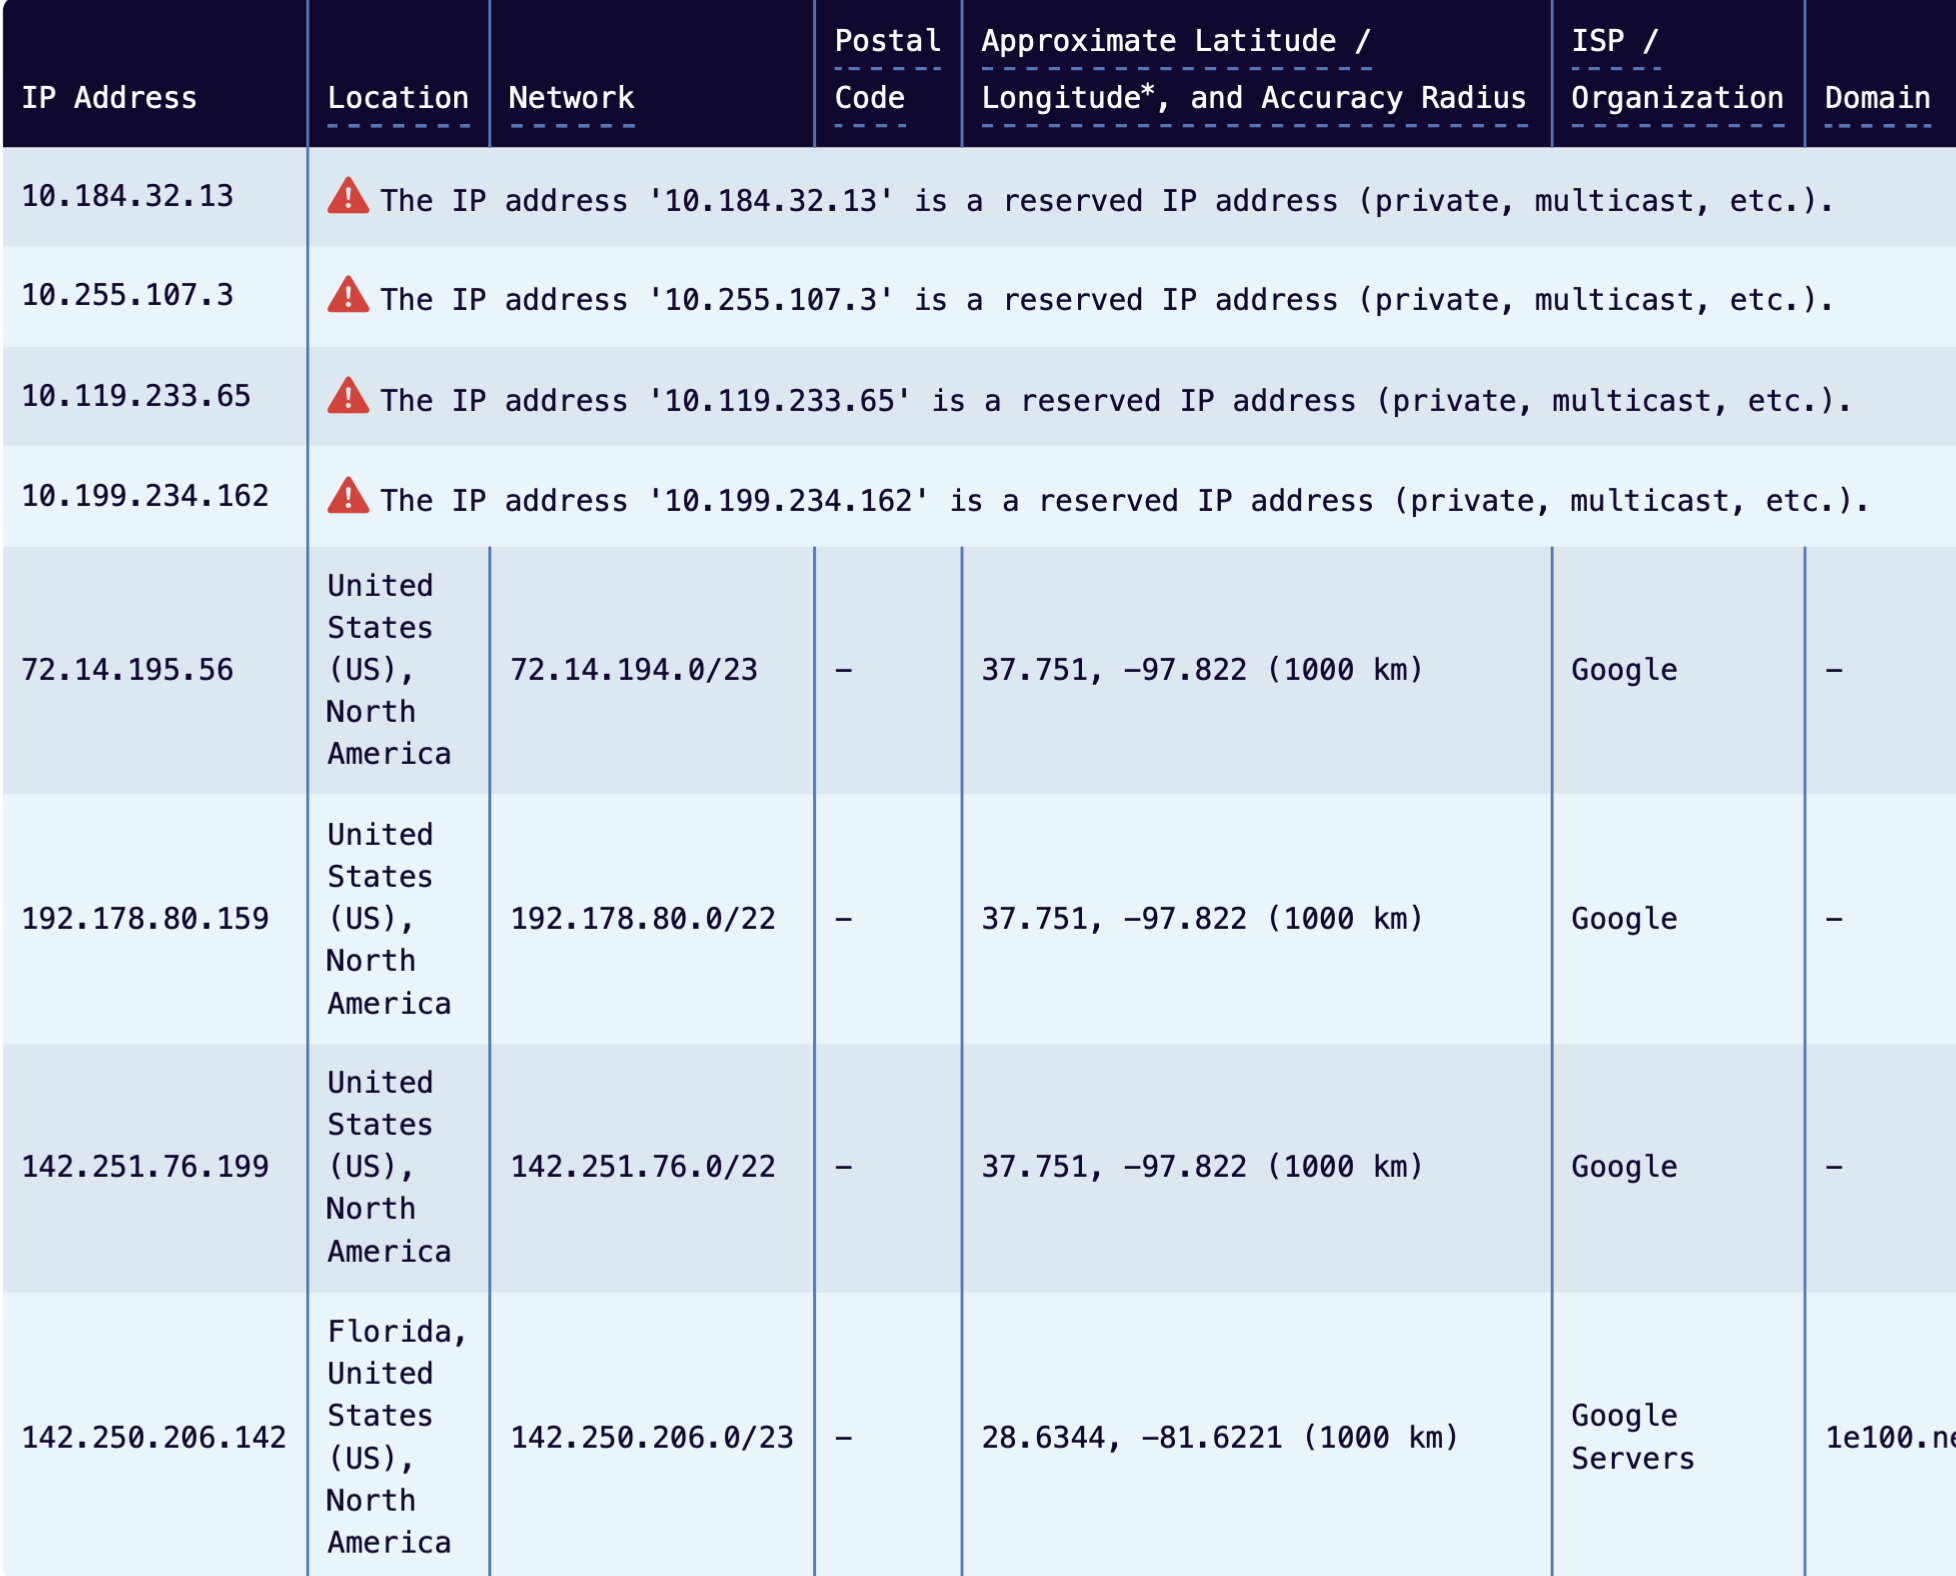 IP Address
Location
Network
Postal
Code
Approximate Latitude /
Longitude*, and Accuracy Radius
ISP /
Organization
Domain
10.184.32.13
The IP address '10.184.32.13' is a reserved IP address (private, multicast, etc.).
10.255.107.3
The IP address '10.255.107.3' is a reserved IP address (private, multicast, etc.).
10.119.233.65
The IP address '10.119.233.65' is a reserved IP address (private, multicast, etc.).
10.199.234.162
The IP address '10.199.234.162' is a reserved IP address (private, multicast, etc.).
72.14.195.56
United
States
(US),
North
America
72.14.194.0/23
–
37.751, –97.822 (1000 km)
Google
–
192.178.80.159
United
States
(US),
North
America
192.178.80.0/22
–
37.751, –97.822 (1000 km)
Google
–
142.251.76.199
United
States
(US),
North
America
142.251.76.0/22
–
37.751, –97.822 (1000 km)
Google
–
142.250.206.142
Florida,
United
States
(US),
North
America
142.250.206.0/23
–
28.6344, –81.6221 (1000 km)
Google
Servers
1e100.ne